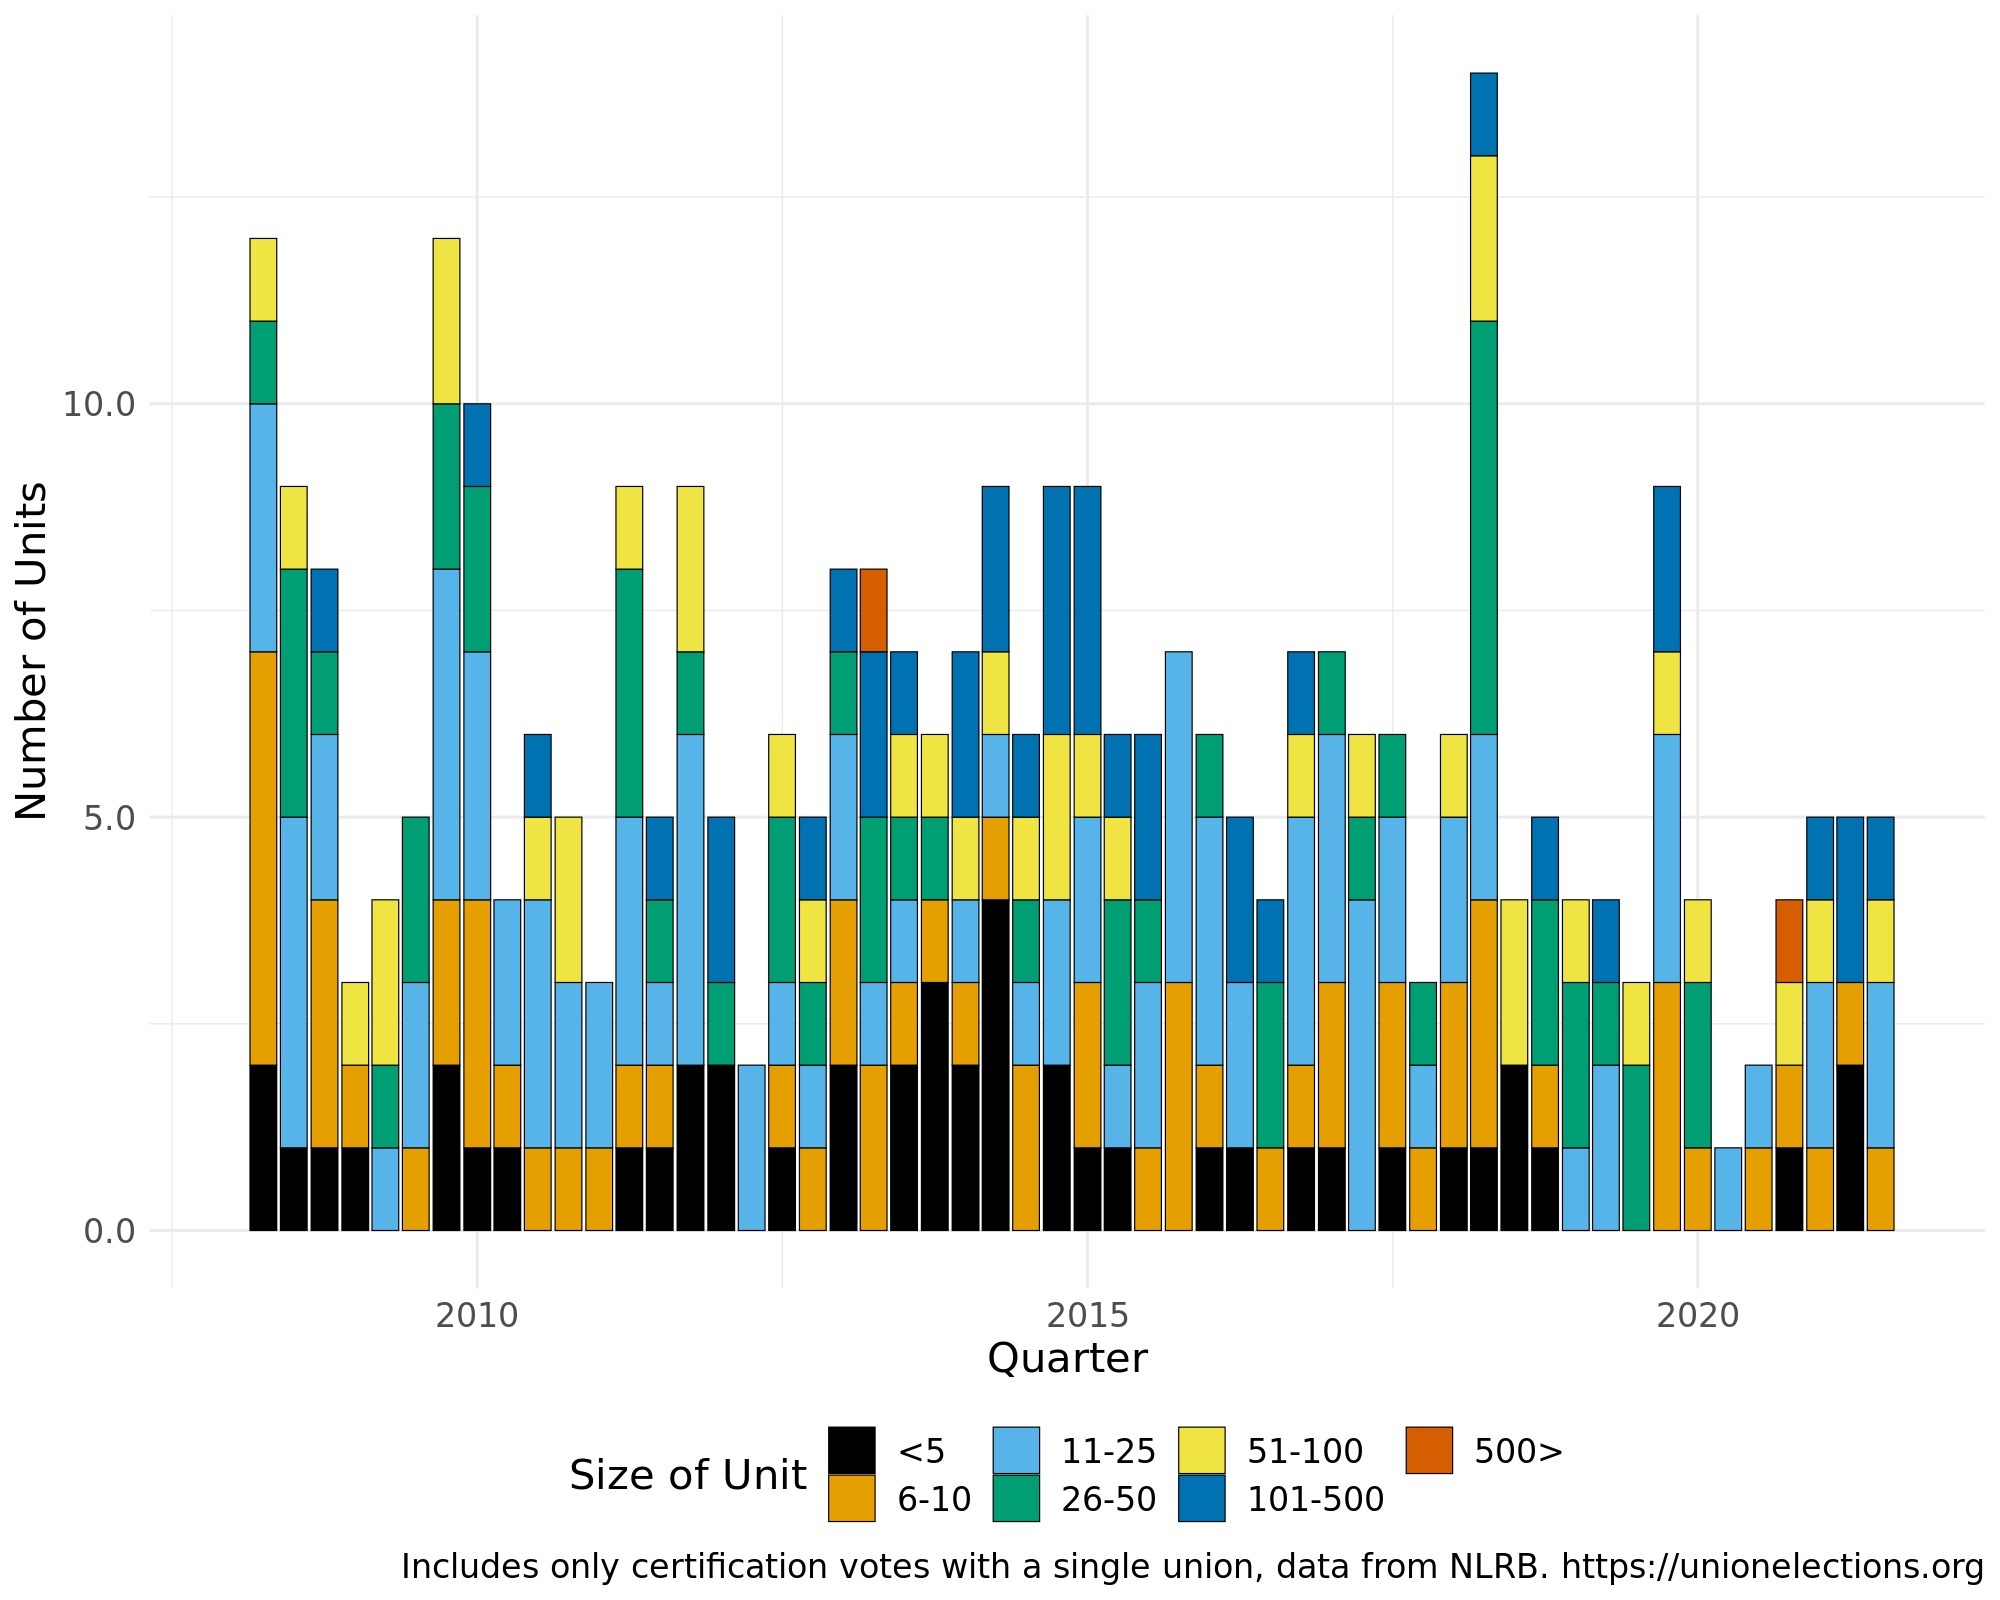 Number of Units
10.0
5.0
0.0
2010 2015 2020
Quarter
Size of Unit
<5 11-25 51-100 500>
6-10 26-50 101-500
Includes only certification votes with a single union, data from NLRB. https://unionelections.org